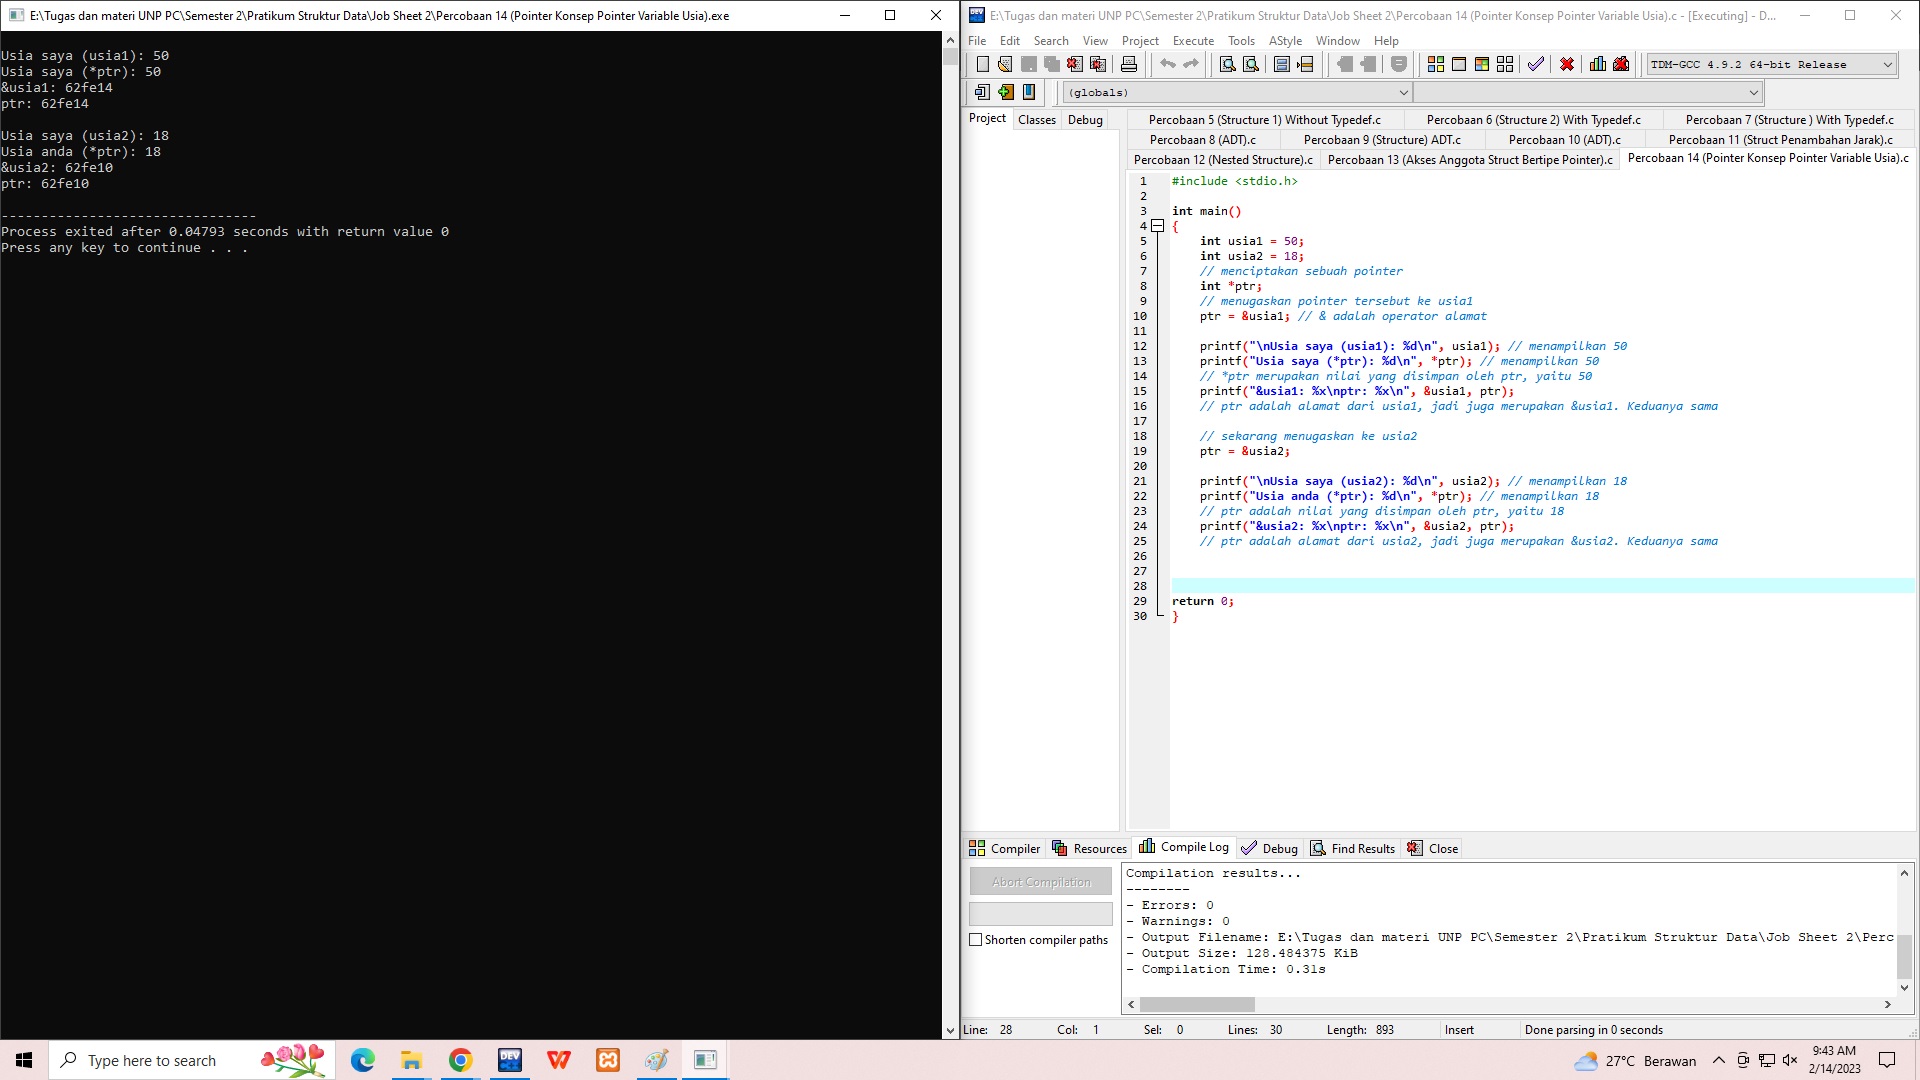 E:\Tugas dan materi UNP PC\Semester 2\Pratikum Struktur Data\Job Sheet 2\Percobaan 14 (Pointer Konsep Pointer Variable Usia).exe
Usia saya (usia1): 50
Usia saya (*ptr): 50
&usia1: 62fe14
ptr: 62fe14
Usia saya (usia2): 18
Usia anda (*ptr): 18
&usia2: 62fe10
ptr: 62fe10
--------------------------------
Process exited after 0.04793 seconds with return value 0
Press any key to continue . . .
E:\Tugas dan materi UNP PC\Semester 2\Pratikum Struktur Data\Job Sheet 2\Percobaan 14 (Pointer Konsep Pointer Variable Usia).c - [Executing] - D...
File Edit Search View Project Execute Tools AStyle Window Help
TDM-GCC 4.9.2 64-bit Release
(globals)
Project Classes Debug
Percobaan 5 (Structure 1) Without Typedef.c Percobaan 6 (Structure 2) With Typedef.c Percobaan 7 (Structure ) With Typedef.c
Percobaan 8 (ADT).c Percobaan 9 (Structure) ADT.c Percobaan 10 (ADT).c Percobaan 11 (Struct Penambahan Jarak).c
Percobaan 12 (Nested Structure).c Percobaan 13 (Akses Anggota Struct Bertipe Pointer).c Percobaan 14 (Pointer Konsep Pointer Variable Usia).c
1 #include <stdio.h>
2
3 int main()
4 {
5 int usia1 = 50;
6 int usia2 = 18;
7 // menciptakan sebuah pointer
8 int *ptr;
9 // menugaskan pointer tersebut ke usia1
10 ptr = &usia1; // & adalah operator alamat
11
12 printf("\nUsia saya (usia1): %d\n", usia1); // menampilkan 50
13 printf("Usia saya (*ptr): %d\n", *ptr); // menampilkan 50
14 // *ptr merupakan nilai yang disimpan oleh ptr, yaitu 50
15 printf("&usia1: %x\nptr: %x\n", &usia1, ptr);
16 // ptr adalah alamat dari usia1, jadi juga merupakan &usia1. Keduanya sama
17
18 // sekarang menugaskan ke usia2
19 ptr = &usia2;
20
21 printf("\nUsia saya (usia2): %d\n", usia2); // menampilkan 18
22 printf("Usia anda (*ptr): %d\n", *ptr); // menampilkan 18
23 // ptr adalah nilai yang disimpan oleh ptr, yaitu 18
24 printf("&usia2: %x\nptr: %x\n", &usia2, ptr);
25 // ptr adalah alamat dari usia2, jadi juga merupakan &usia2. Keduanya sama
26
27
28
29 return 0;
30 }
Compiler Resources Compile Log Debug Find Results Close
Abort Compilation
Shorten compiler paths
Compilation results...
--------
- Errors: 0
- Warnings: 0
- Output Filename: E:\Tugas dan materi UNP PC\Semester 2\Pratikum Struktur Data\Job Sheet 2\Perc
- Output Size: 128.484375 KiB
- Compilation Time: 0.31s
Line: 28 Col: 1 Sel: 0 Lines: 30 Length: 893 Insert Done parsing in 0 seconds
Type here to search
DEV
27°C Berawan
9:43 AM
2/14/2023